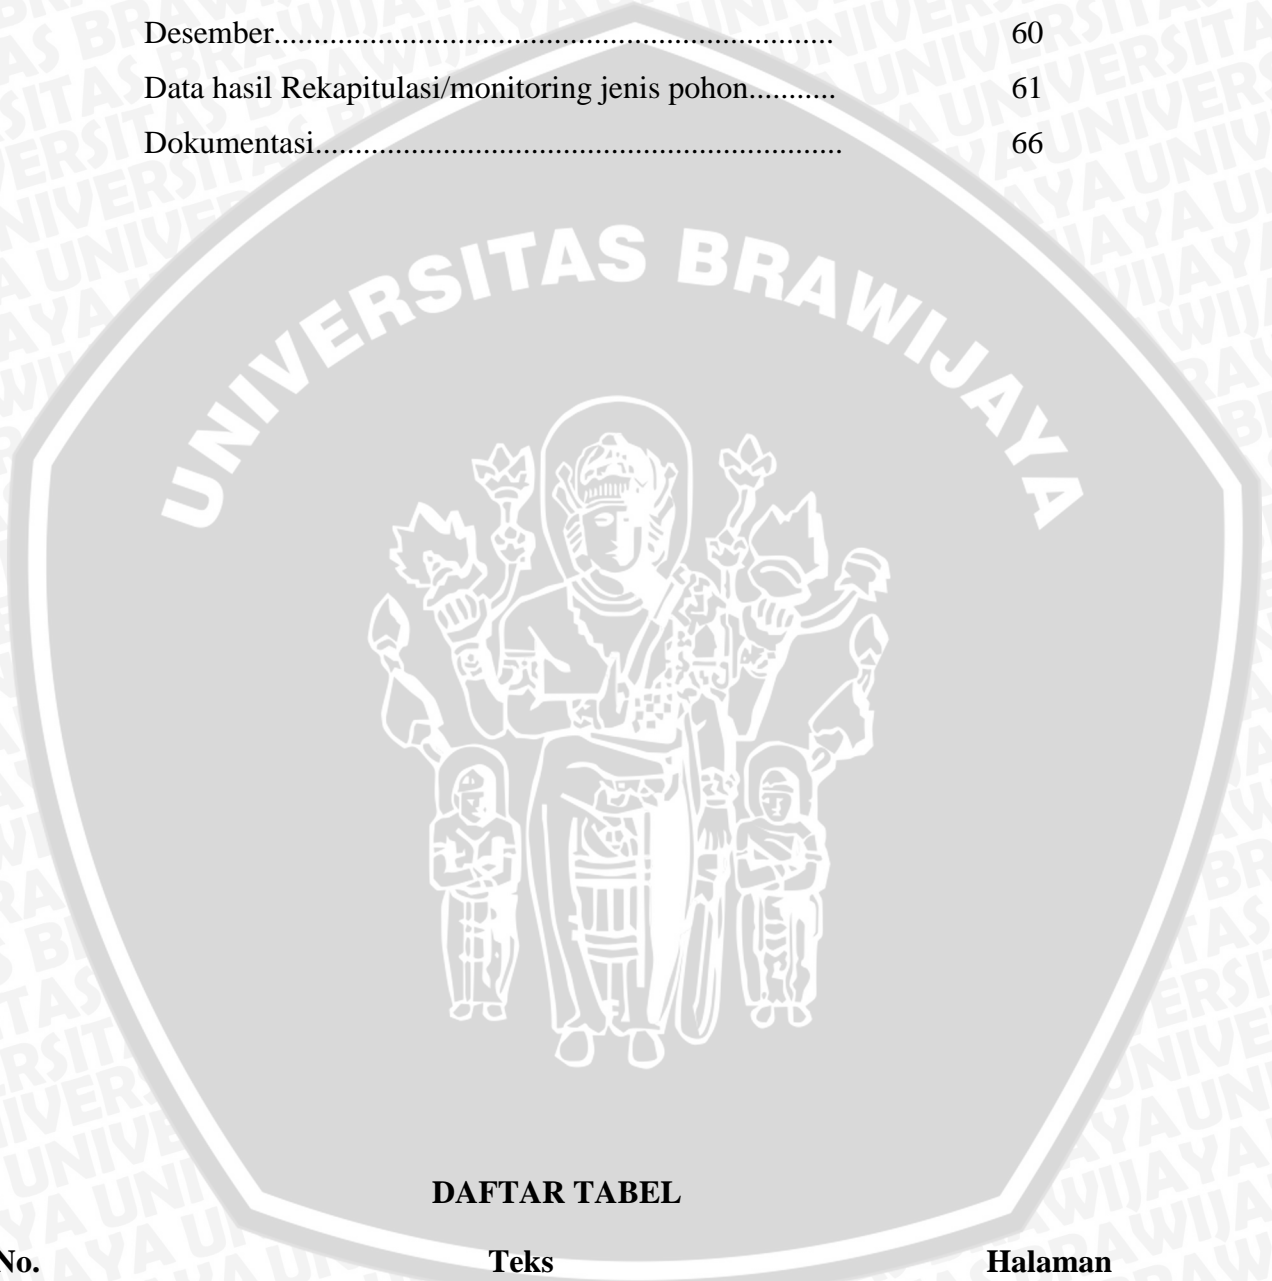 Desember...................................................................... 60
Data hasil Rekapitulasi/monitoring jenis pohon........... 61
Dokumentasi.................................................................. 66
UNIVERSITAS BRAWIJAYA
DAFTAR TABEL
No. Teks Halaman